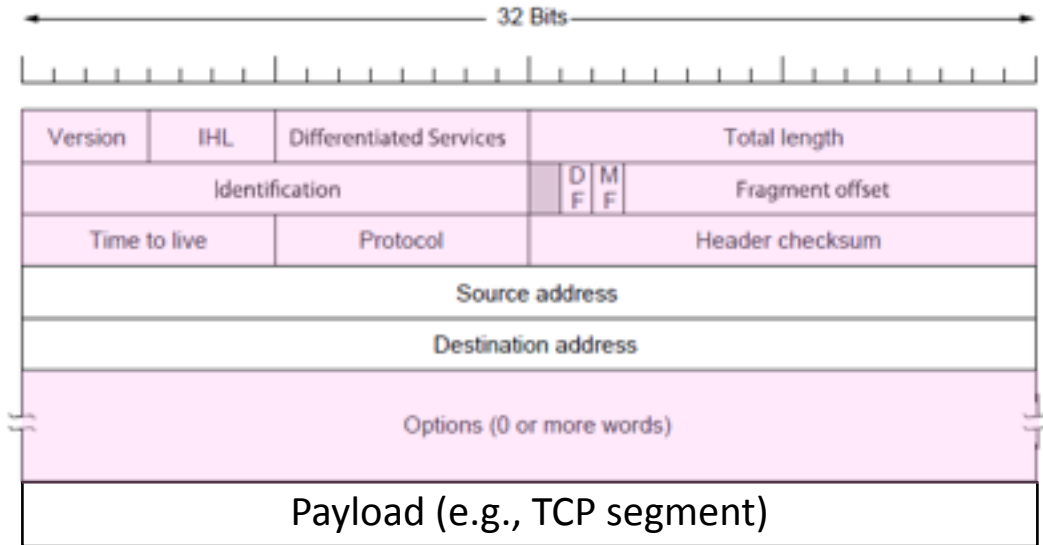 32 Bits
Version IHL Differentiated Services Total length
Identification D F M F Fragment offset
Time to live Protocol Header checksum
Source address
Destination address
Options (0 or more words)
Payload (e.g., TCP segment)